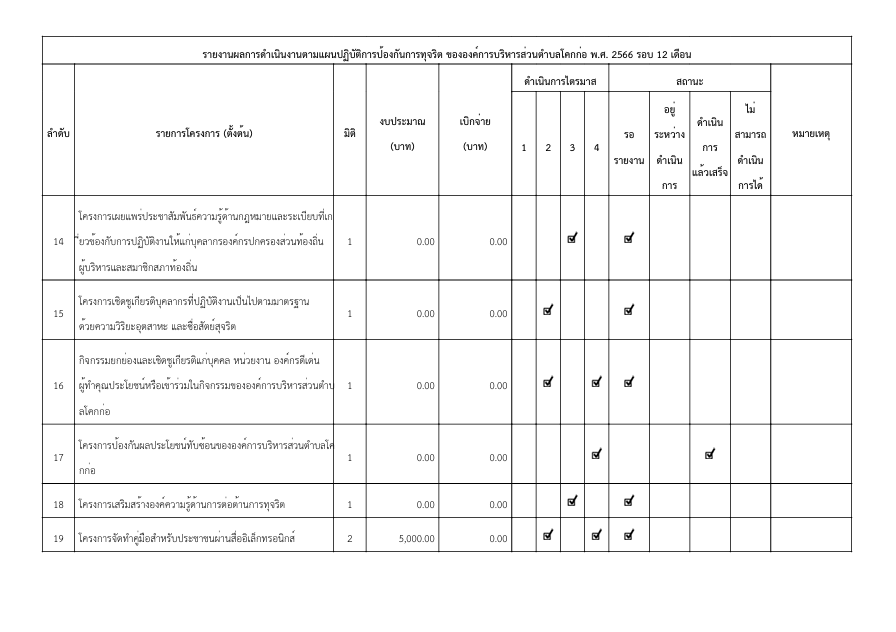 รายงานผลการดำเนินงานตามแผนปฏิบัติการป้องกันการทุจริต ขององค์การบริหารส่วนตำบลโคกก่อ พ.ศ. 2566 รอบ 12 เดือน
ลำดับ
รายการโครงการ (ตั้งต้น)
มิติ
งบประมาณ
(บาท)
เบิกจ่าย
(บาท)
ดำเนินการไตรมาส
1 2 3 4
สถานะ
รอ
รายงาน
อยู่
ระหว่าง
ดำเนิน
การ
ดำเนิน
การ
แล้วเสร็จ
ไม่
สามารถ
ดำเนิน
การได้
หมายเหตุ
โครงการเผยแพร่ประชาสัมพันธ์ความรู้ด้านกฎหมายและระเบียบที่เก
14 ี่ยวข้องกับการปฏิบัติงานให้แก่บุคลากรองค์กรปกครองส่วนท้องถิ่น 1 0.00 0.00
ผู้บริหารและสมาชิกสภาท้องถิ่น
โครงการเชิดชูเกียรติบุคลากรที่ปฏิบัติงานเป็นไปตามมาตรฐาน
15 1 0.00 0.00
ด้วยความวิริยะอุตสาหะ และซื่อสัตย์สุจริต
กิจกรรมยกย่องและเชิดชูเกียรติแก่บุคคล หน่วยงาน องค์กรดีเด่น
16 ผู้ทำคุณประโยชน์หรือเข้าร่วมในกิจกรรมขององค์การบริหารส่วนตำบ 1 0.00 0.00
ลโคกก่อ
โครงการป้องกันผลประโยชน์ทับซ้อนขององค์การบริหารส่วนตำบลโค
17 1 0.00 0.00
กก่อ
18 โครงการเสริมสร้างองค์ความรู้ด้านการต่อต้านการทุจริต 1 0.00 0.00
19 โครงการจัดทำคู่มือสำหรับประชาชนผ่านสื่ออิเล็กทรอนิกส์ 2 5,000.00 0.00